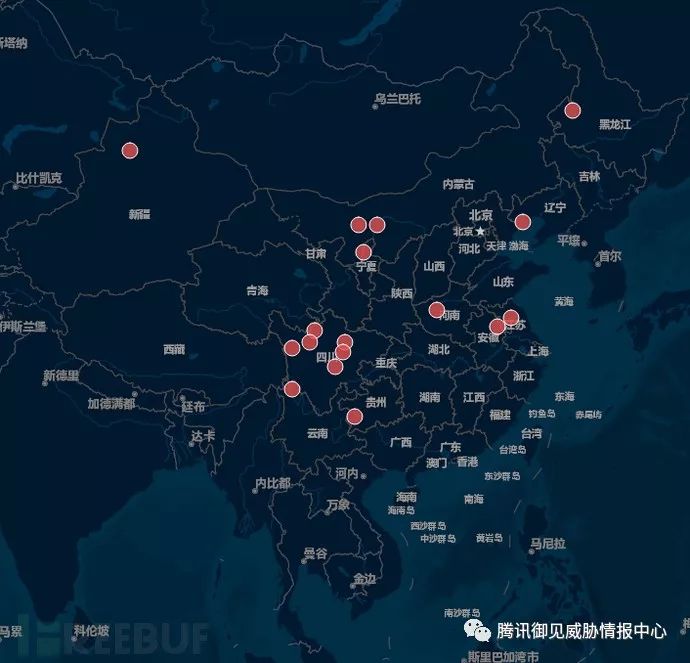 斯塔纳
乌兰巴托
黑龙江
比什凯克
吉林
内蒙古
新疆
北京
辽宁
北京
平壤
甘肃
河北
天津
渤海
首尔
宁夏
山西
青海
陕西
山东
黄海
河南
江苏
伊斯兰堡
安徽
西藏
四川
湖北
上海
重庆
新德里
浙江
加德满都
贵州
湖南
江西
东海
廷布
福建
钓鱼岛
赤尾屿
达卡
云南
广西
广东
台湾
澳门
香港
台湾岛
内比都
河内
东沙群岛
海南
南海
万象
海南岛
西沙群岛
中沙群岛
黄岩岛
曼谷
马尼拉
金边
南沙群岛
马累
科伦坡
REEBUF
腾讯御见威胁情报中心
斯里巴加湾市